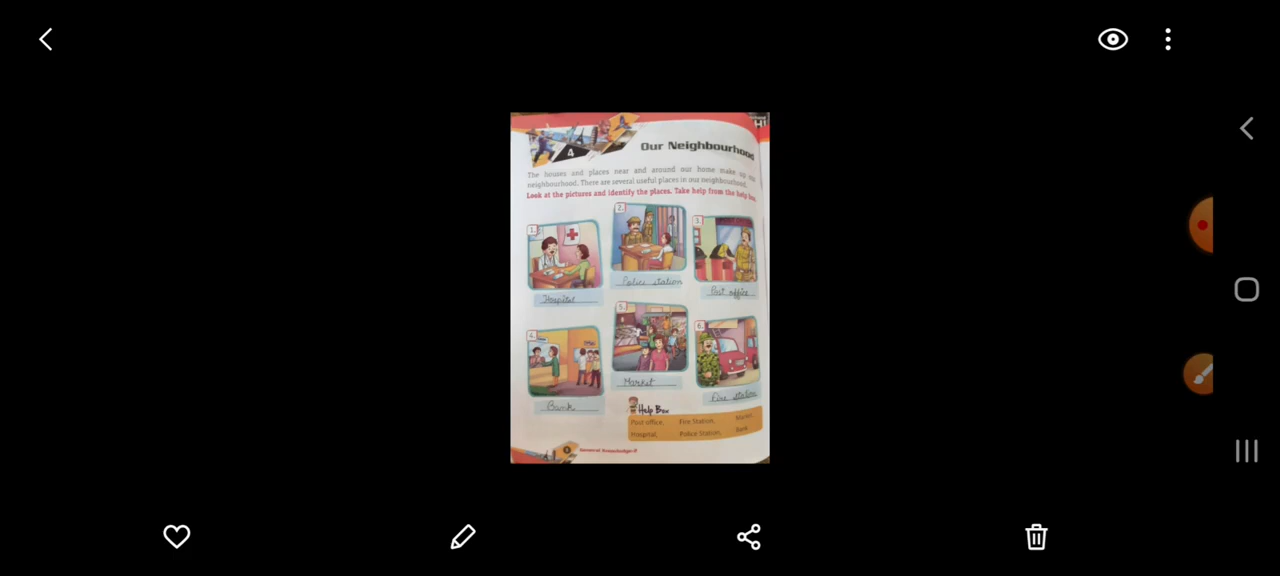 4
Our Neighbourhood
The houses and places near and around our home make up our
neighbourhood. There are several useful places in our neighbourhood.
Look at the pictures and identify the places. Take help from the help box.
1.
2.
3.
Hospital
Police station
Post office
4.
5.
6.
Bank
Market
Fire station
Help Box
Post office, Fire Station, Market,
Hospital, Police Station, Bank
General Knowledge-2